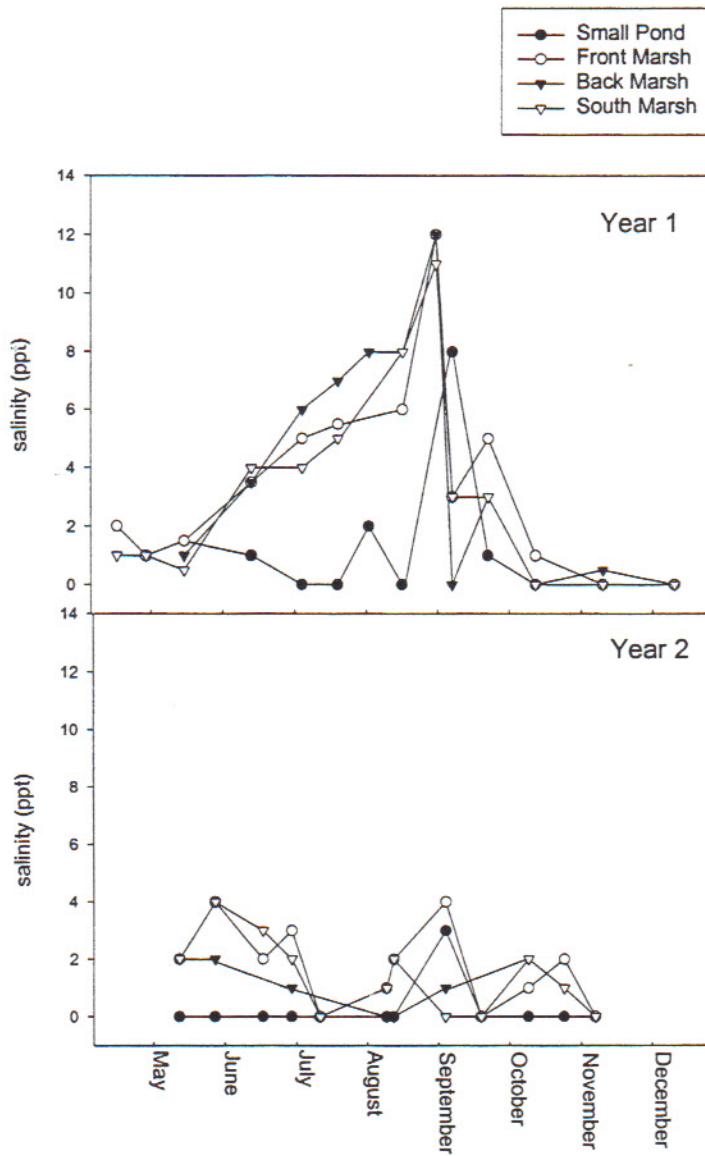 Small Pond
Front Marsh
Back Marsh
South Marsh
14
12
10
8
6
4
2
0
salinity (ppt)
Year 1
14
12
10
8
6
4
2
0
salinity (ppt)
Year 2
May
June
July
August
September
October
November
December